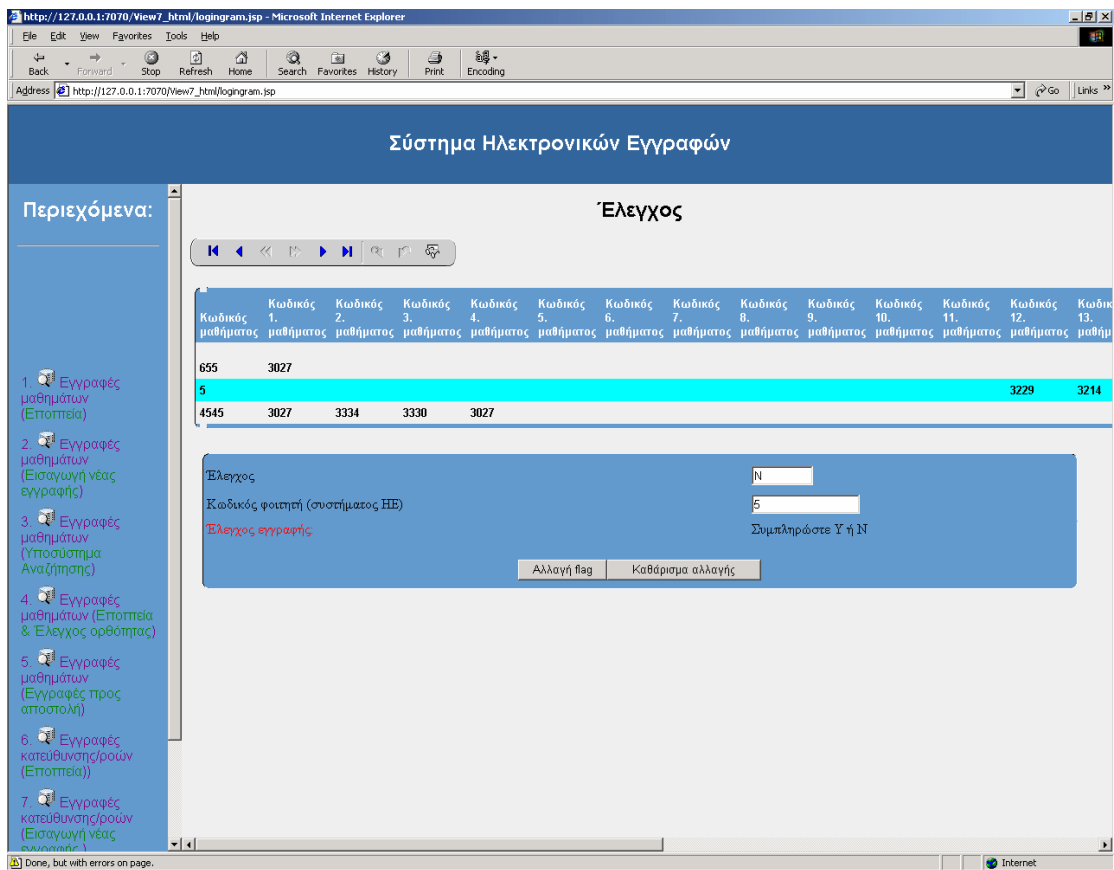 http://127.0.0.1:7070/View7_html/logingram.jsp - Microsoft Internet Explorer
File Edit View Favorites Tools Help
Back Forward Stop Refresh Home Search Favorites History Print Encoding
Address http://127.0.0.1:7070/View7_html/logingram.jsp Go Links »
Σύστημα Ηλεκτρονικών Εγγραφών
Περιεχόμενα:
1. Εγγραφές
μαθημάτων
(Εποπτεία)
2. Εγγραφές
μαθημάτων
(Εισαγωγή νέας
εγγραφής)
3. Εγγραφές
μαθημάτων
(Υποσύστημα
Αναζήτησης)
4. Εγγραφές
μαθημάτων (Εποπτεία
& Έλεγχος ορθότητας)
5. Εγγραφές
μαθημάτων
(Εγγραφές προς
αποστολή)
6. Εγγραφές
κατεύθυνσης/ροών
(Εποπτεία))
7. Εγγραφές
κατεύθυνσης/ροών
(Εισαγωγή νέας
εγγραφής )
Έλεγχος
Κωδικός Κωδικός Κωδικός Κωδικός Κωδικός Κωδικός Κωδικός Κωδικός Κωδικός Κωδικός Κωδικός Κωδικός Κωδικ
Κωδικός 1. 2. 3. 4. 5. 6. 7. 8. 9. 10. 11. 12. 13.
μαθήματος μαθήματος μαθήματος μαθήματος μαθήματος μαθήματος μαθήματος μαθήματος μαθήματος μαθήματος μαθήματος μαθήματος μαθήματος μαθήμ
655 3027
5 3229 3214
4545 3027 3334 3330 3027
Έλεγχος N
Κωδικός φοιτητή (συστήματος ΗΕ) 5
Έλεγχος εγγραφής: Συμπληρώστε Υ ή Ν
Αλλαγή flag Καθάρισμα αλλαγής
Done, but with errors on page. Internet